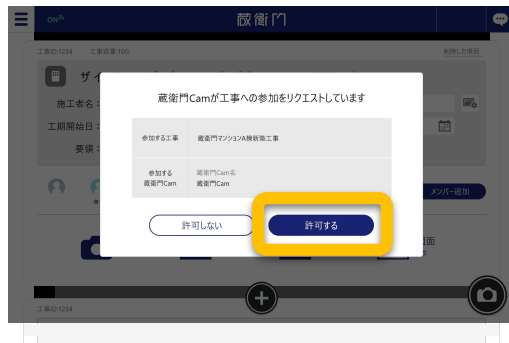 ON
蔵衛門
工事ID:1234 工事容量:10G
削除した項目
ザイ
施工者名:
工期開始日:
要領:
蔵衛門Camが工事への参加をリクエストしています
参加する工事 蔵衛門マンションA棟新築工事
参加する
蔵衛門Cam
蔵衛門Cam名
蔵衛門Cam
許可しない
許可する
メンバー追加
図面
工事ID:1234